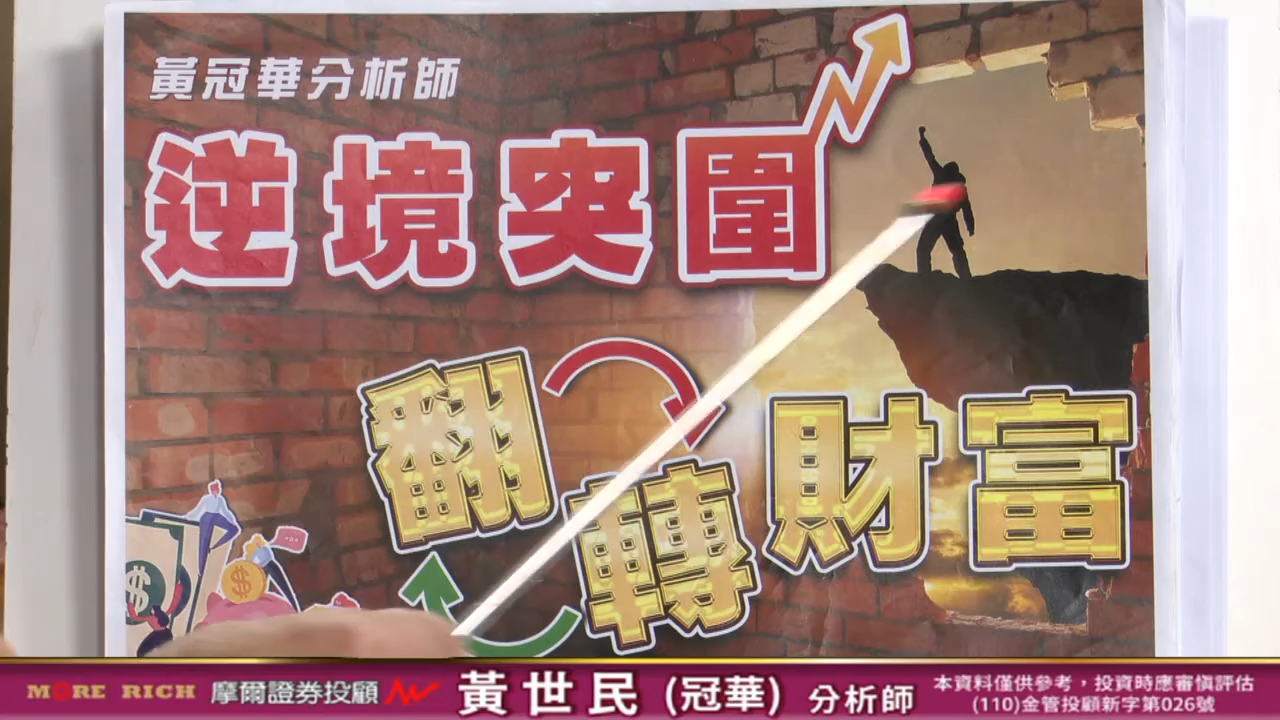 黃冠華分析師
逆境突圍
翻轉財富
MORE RICH 摩爾證券投顧 黃世民(冠華) 分析師
本資料僅供參考，投資時應審慎評估
(110)金管投顧新字第026號